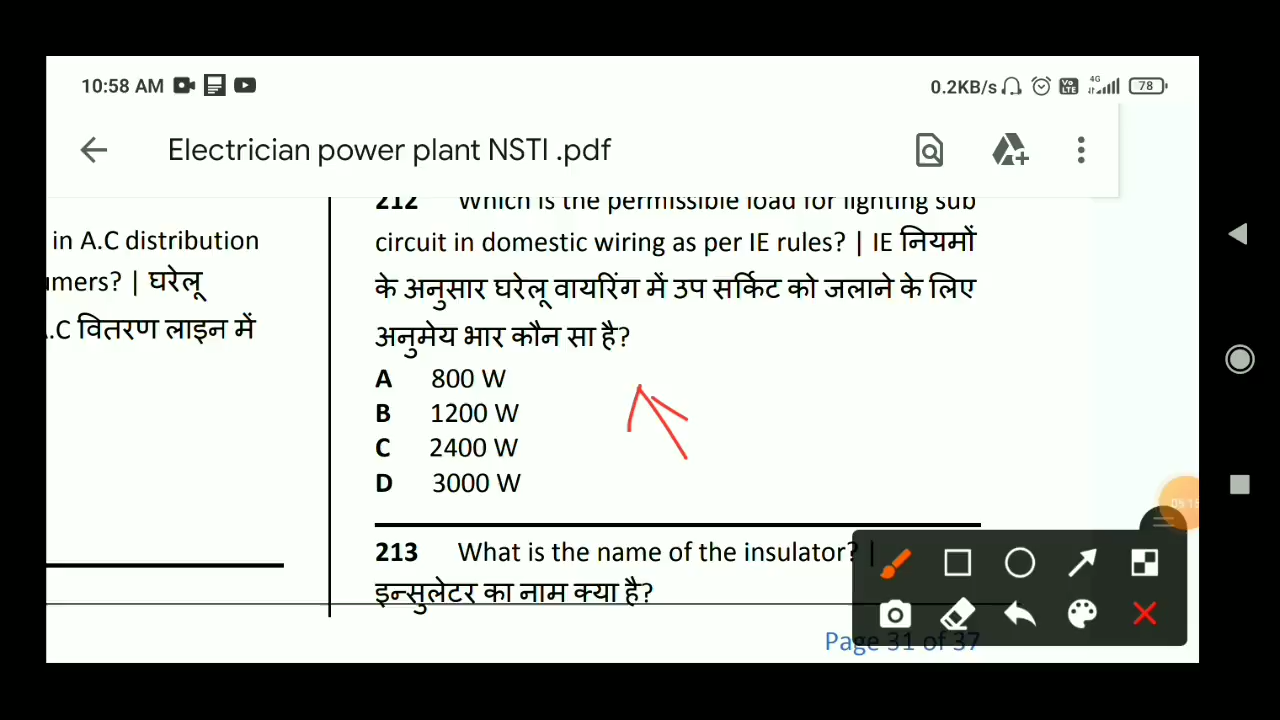 10:58 AM
0.2KB/s 4G 78
Electrician power plant NSTI .pdf
in A.C distribution
umers? | घरेलू
.C वितरण लाइन में
212 Which is the permissible load for lighting sub
circuit in domestic wiring as per IE rules? | IE नियमों
के अनुसार घरेलू वायरिंग में उप सर्किट को जलाने के लिए
अनुमेय भार कौन सा है?
A 800 W
B 1200 W
C 2400 W
D 3000 W
213 What is the name of the insulator? |
इन्सुलेटर का नाम क्या है?
Page 31 of 37